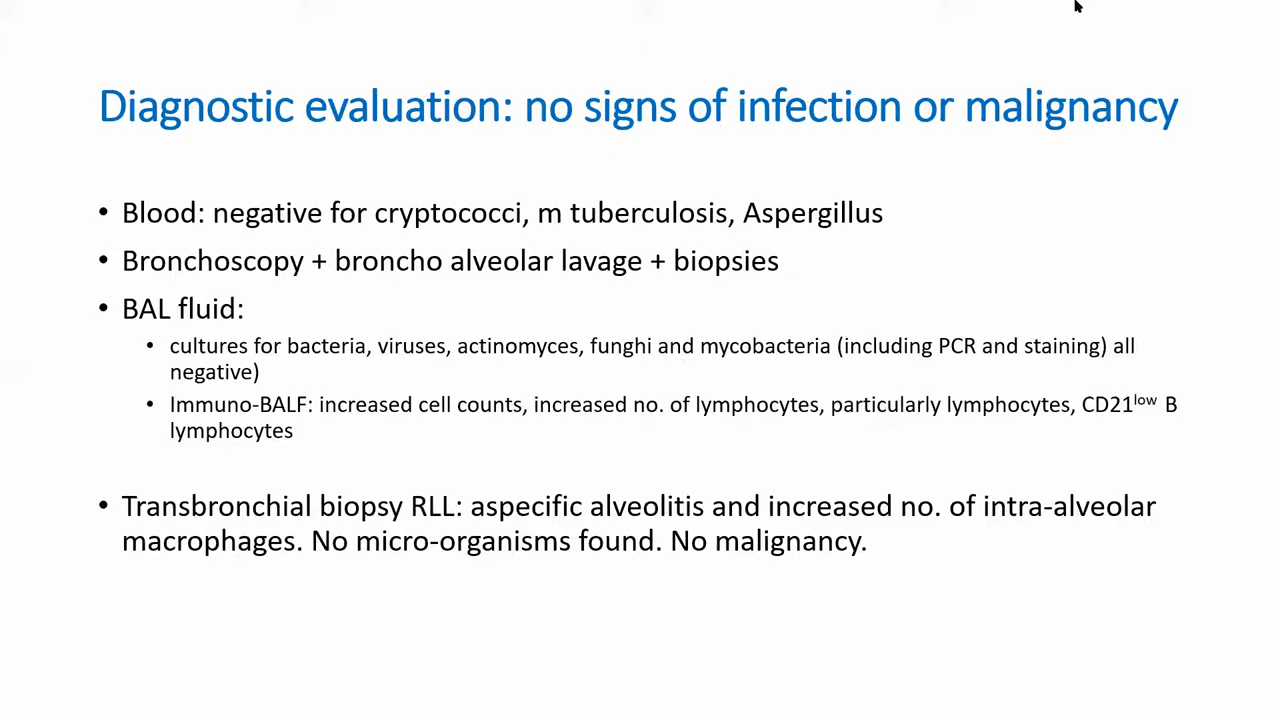 Diagnostic evaluation: no signs of infection or malignancy
• Blood: negative for cryptococci, m tuberculosis, Aspergillus
• Bronchoscopy + broncho alveolar lavage + biopsies
• BAL fluid:
• cultures for bacteria, viruses, actinomyces, funghi and mycobacteria (including PCR and staining) all
negative)
• Immuno-BALF: increased cell counts, increased no. of lymphocytes, particularly lymphocytes, CD21ˡᵒʷ B
lymphocytes
• Transbronchial biopsy RLL: aspecific alveolitis and increased no. of intra-alveolar
macrophages. No micro-organisms found. No malignancy.